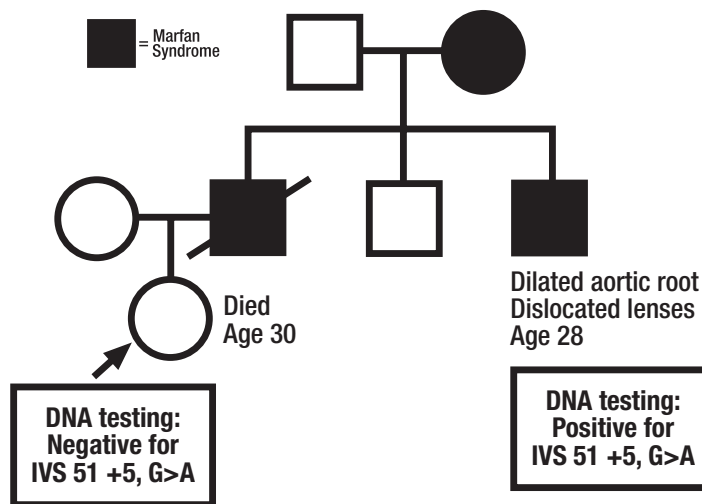 = Marfan
Syndrome
Died
Age 30
Dilated aortic root
Dislocated lenses
Age 28
DNA testing:
Negative for
IVS 51 +5, G>A
DNA testing:
Positive for
IVS 51 +5, G>A